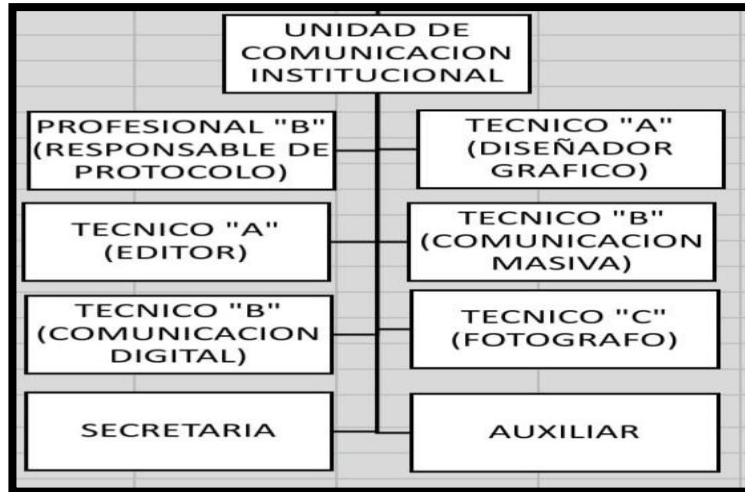 UNIDAD DE
COMUNICACION
INSTITUCIONAL
PROFESIONAL "B"
(RESPONSABLE DE
PROTOCOLO)
TECNICO "A"
(DISEÑADOR
GRAFICO)
TECNICO "A"
(EDITOR)
TECNICO "B"
(COMUNICACION
MASIVA)
TECNICO "B"
(COMUNICACION
DIGITAL)
TECNICO "C"
(FOTOGRAFO)
SECRETARIA
AUXILIAR